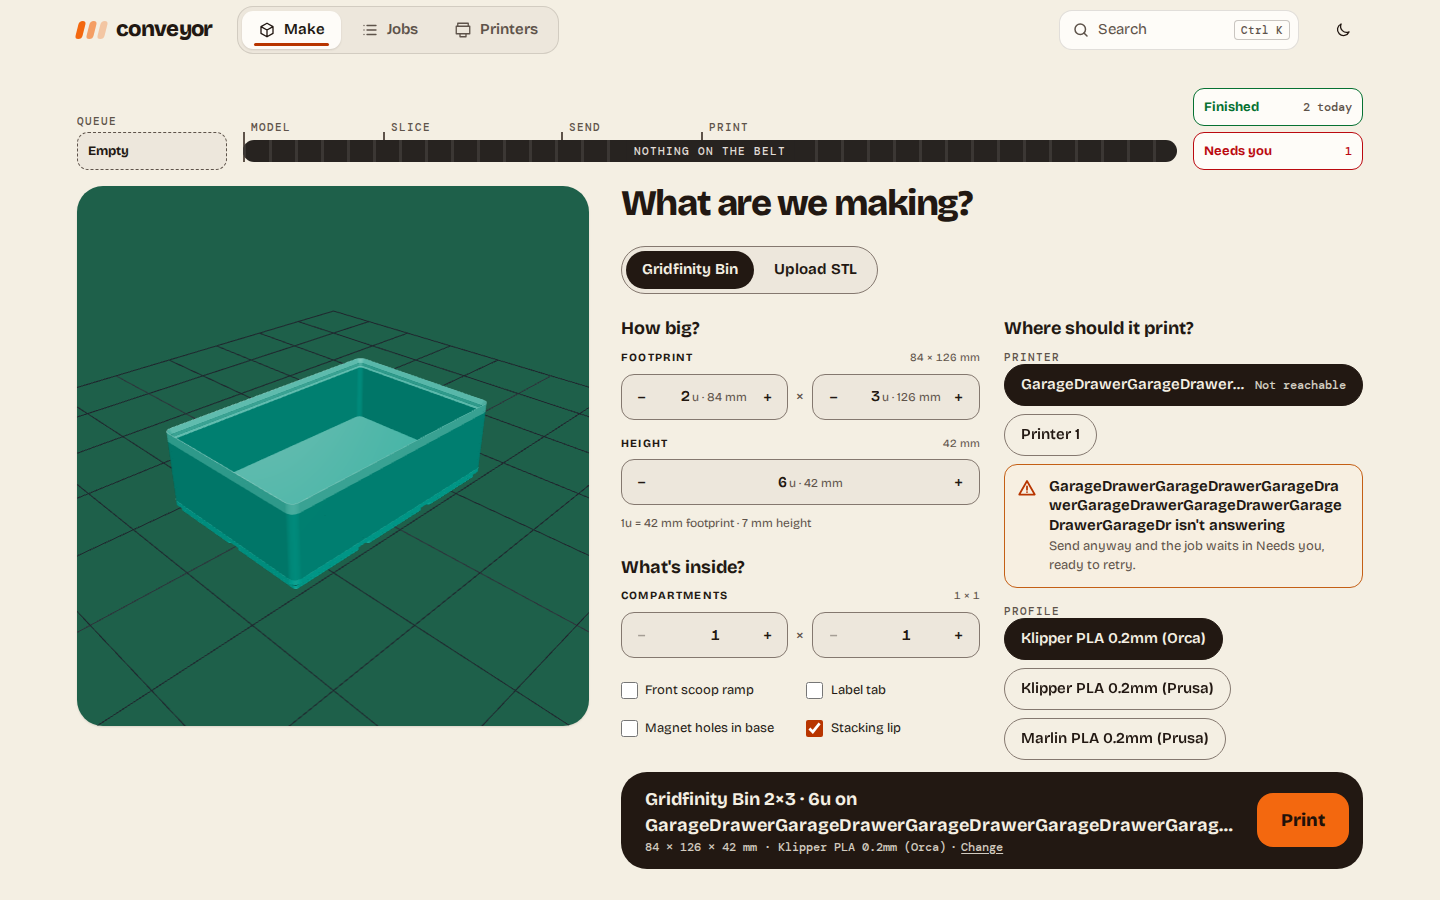 conveyor
Make
Jobs
Printers
Search
Ctrl K
QUEUE
Empty
MODEL
SLICE
SEND
PRINT
NOTHING ON THE BELT
Finished 2 today
Needs you 1
What are we making?
Gridfinity Bin
Upload STL
How big?
FOOTPRINT 84 × 126 mm
− 2 u · 84 mm + × − 3 u · 126 mm +
HEIGHT 42 mm
− 6 u · 42 mm +
1u = 42 mm footprint · 7 mm height
What's inside?
COMPARTMENTS 1 × 1
− 1 + × − 1 +
Front scoop ramp
Label tab
Magnet holes in base
Stacking lip
Where should it print?
PRINTER
GarageDrawerGarageDrawer... Not reachable
Printer 1
GarageDrawerGarageDrawerGarageDra
werGarageDrawerGarageDrawerGarage
DrawerGarageDr isn't answering
Send anyway and the job waits in Needs you,
ready to retry.
PROFILE
Klipper PLA 0.2mm (Orca)
Klipper PLA 0.2mm (Prusa)
Marlin PLA 0.2mm (Prusa)
Gridfinity Bin 2×3 · 6u on
GarageDrawerGarageDrawerGarageDrawerGarageDrawerGarag...
84 × 126 × 42 mm · Klipper PLA 0.2mm (Orca) · Change
Print